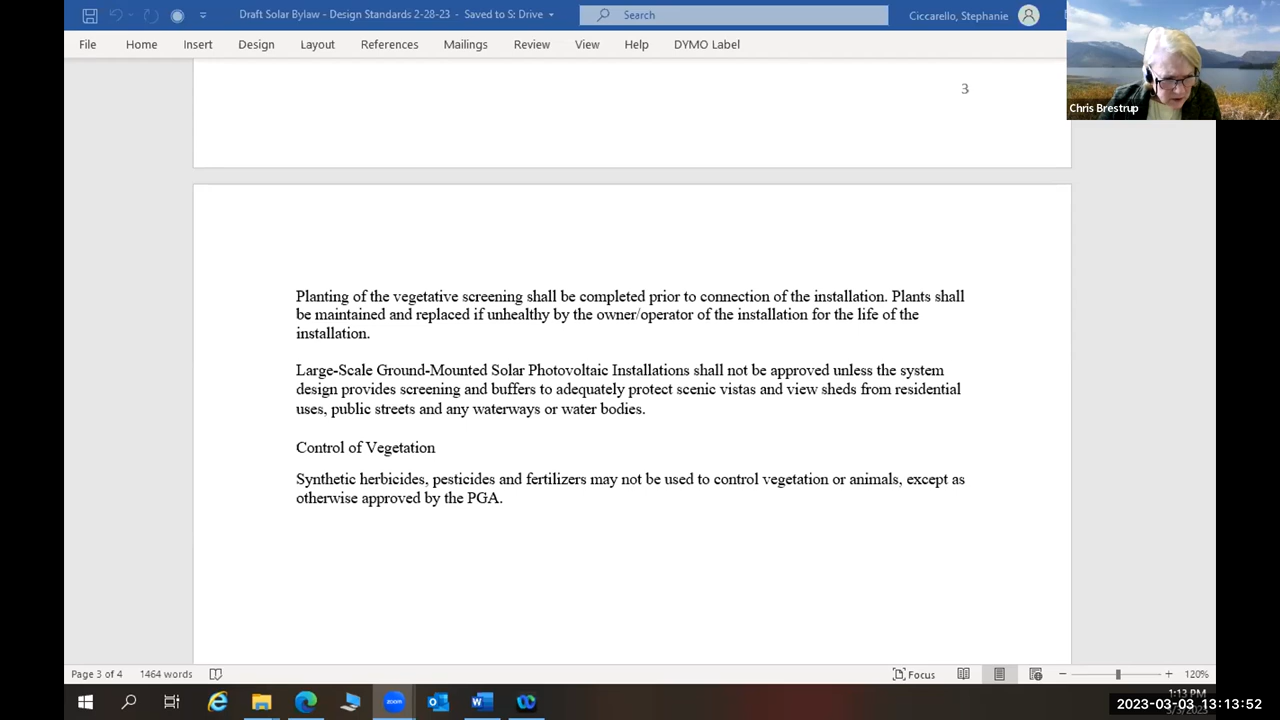 Draft Solar Bylaw - Design Standards 2-28-23 - Saved to S: Drive
Search
Ciccarello, Stephanie
File Home Insert Design Layout References Mailings Review View Help DYMO Label
Chris Brestrup
3
Planting of the vegetative screening shall be completed prior to connection of the installation. Plants shall
be maintained and replaced if unhealthy by the owner/operator of the installation for the life of the
installation.
Large-Scale Ground-Mounted Solar Photovoltaic Installations shall not be approved unless the system
design provides screening and buffers to adequately protect scenic vistas and view sheds from residential
uses, public streets and any waterways or water bodies.
Control of Vegetation
Synthetic herbicides, pesticides and fertilizers may not be used to control vegetation or animals, except as
otherwise approved by the PGA.
Page 3 of 4 1464 words Focus 120%
zoom
1:13 PM
2023-03-03 13:13:52